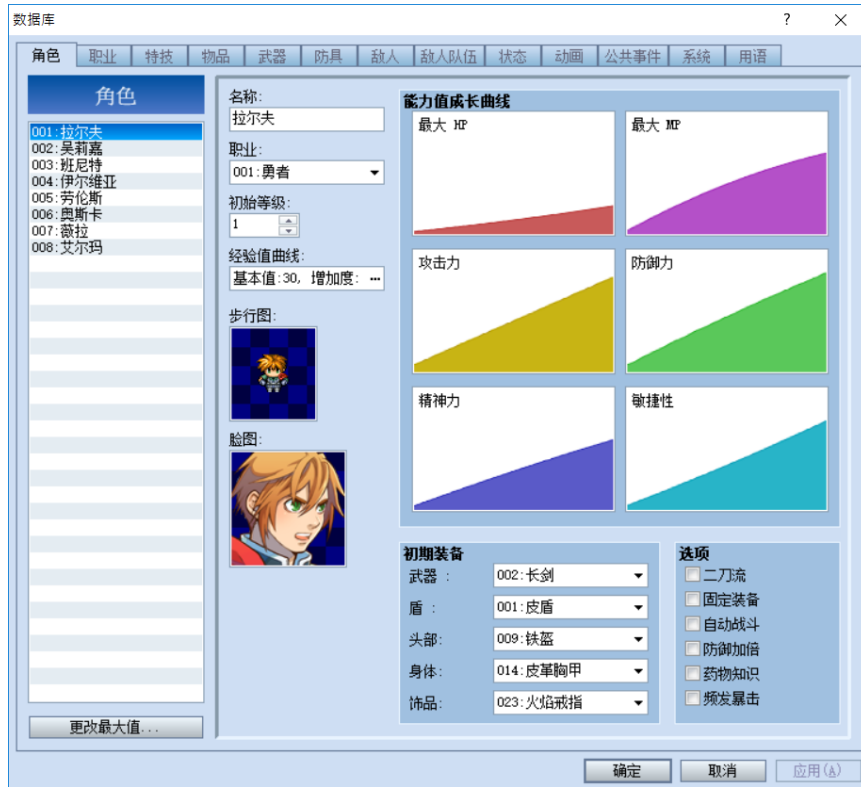 数据库
角色 职业 特技 物品 武器 防具 敌人 敌人队伍 状态 动画 公共事件 系统 用语
角色
001:拉尔夫
002:吴莉嘉
003:班尼特
004:伊尔维亚
005:劳伦斯
006:奥斯卡
007:薇拉
008:艾尔玛
更改最大值...
名称:
拉尔夫
职业:
001:勇者
初始等级:
1
经验值曲线:
基本值:30, 增加度: ...
步行图:
脸图:
能力值成长曲线
最大 HP
最大 MP
攻击力
防御力
精神力
敏捷性
初期装备
武器 : 002:长剑
盾 : 001:皮盾
头部: 009:铁盔
身体: 014:皮革胸甲
饰品: 023:火焰戒指
选项
二刀流
固定装备
自动战斗
防御加倍
药物知识
频发暴击
确定 取消 应用(A)